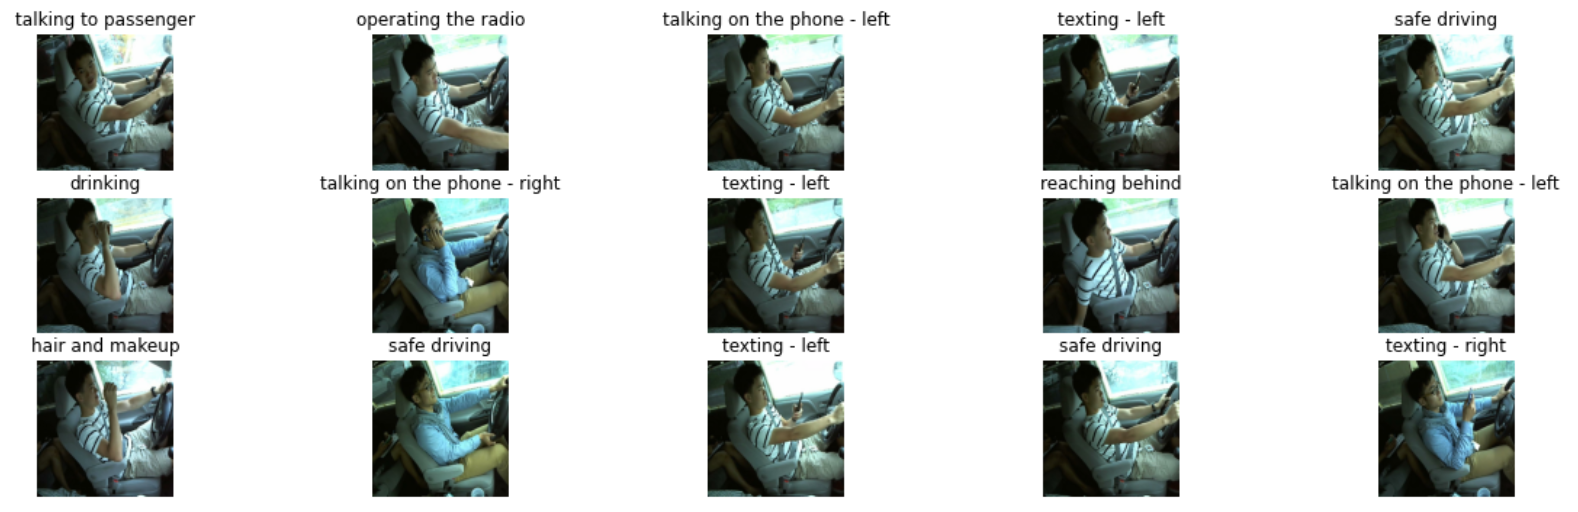 talking to passenger
operating the radio
talking on the phone - left
texting - left
safe driving
drinking
talking on the phone - right
texting - left
reaching behind
talking on the phone - left
hair and makeup
safe driving
texting - left
safe driving
texting - right